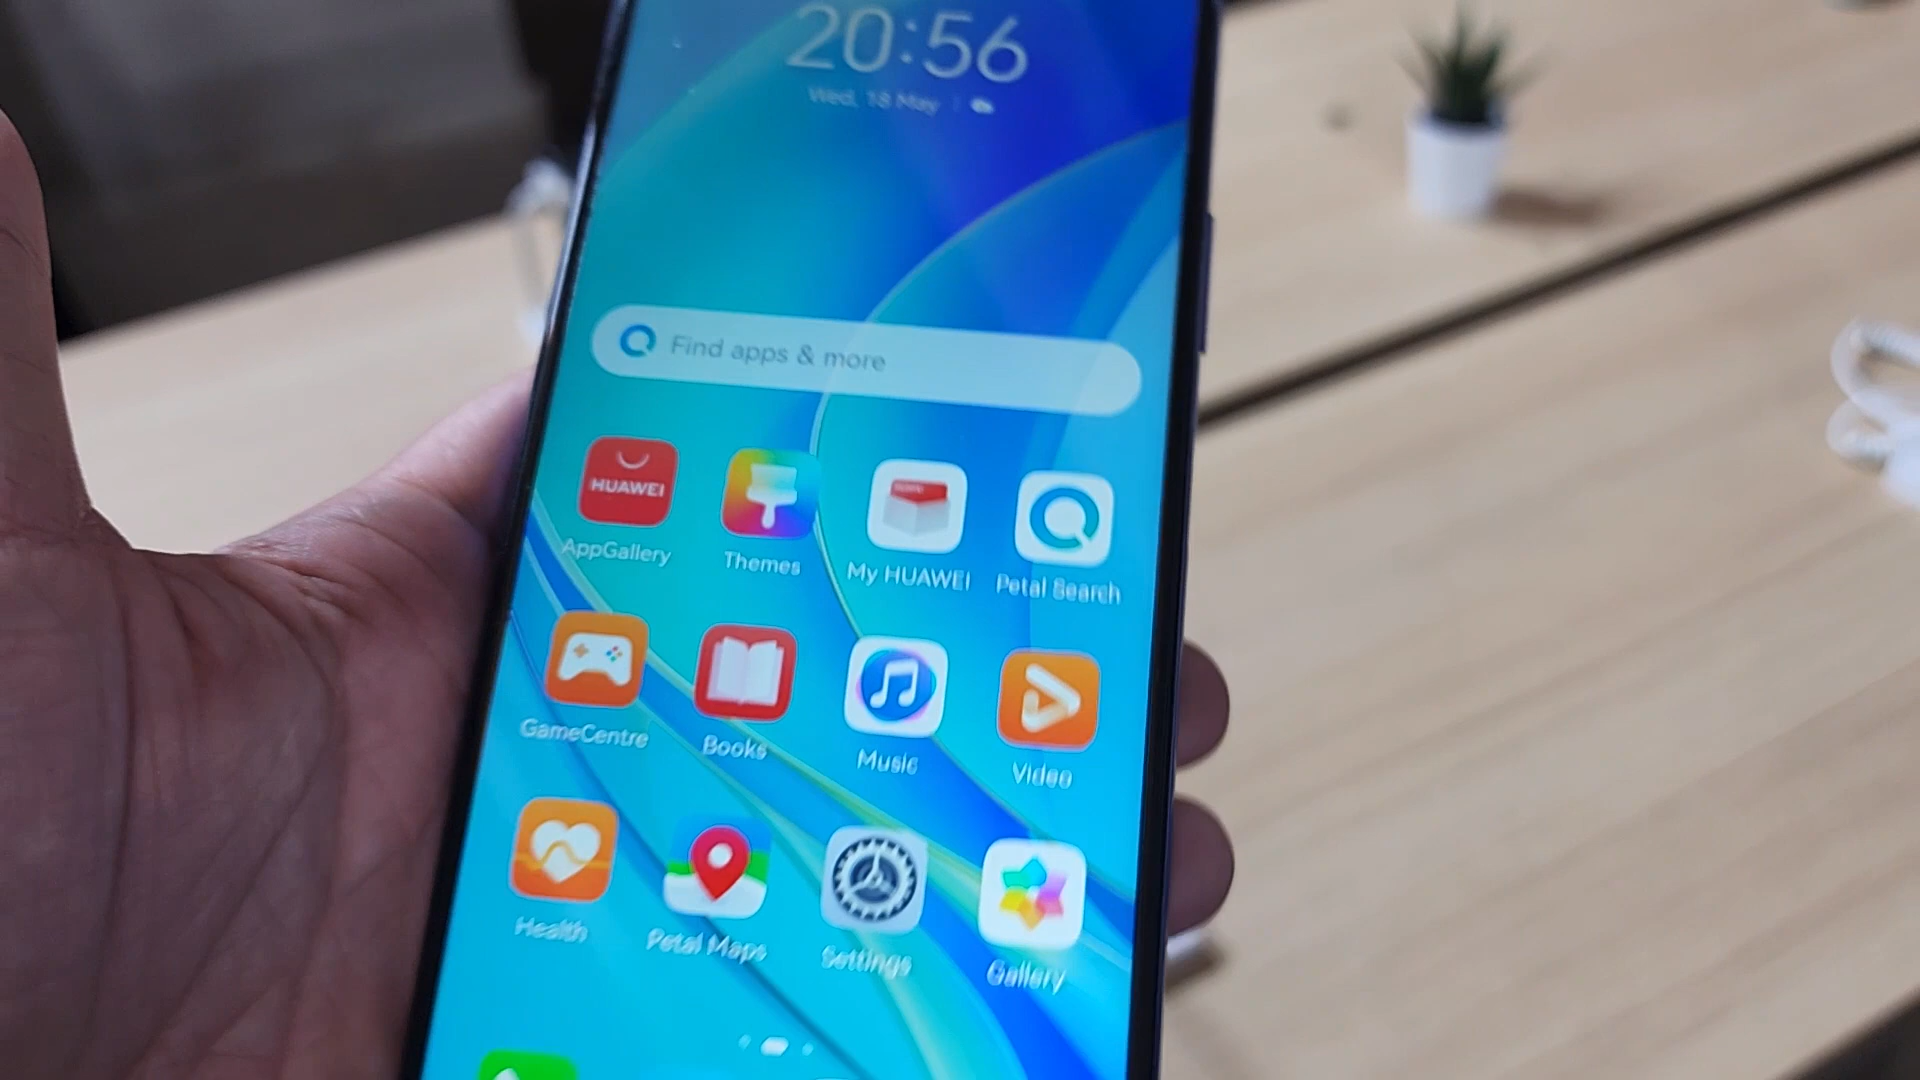 20:56
Wed, 18 May
Find apps & more
HUAWEI
AppGallery
Themes
My HUAWEI
Petal Search
GameCentre
Books
Music
Video
Health
Petal Maps
Settings
Gallery